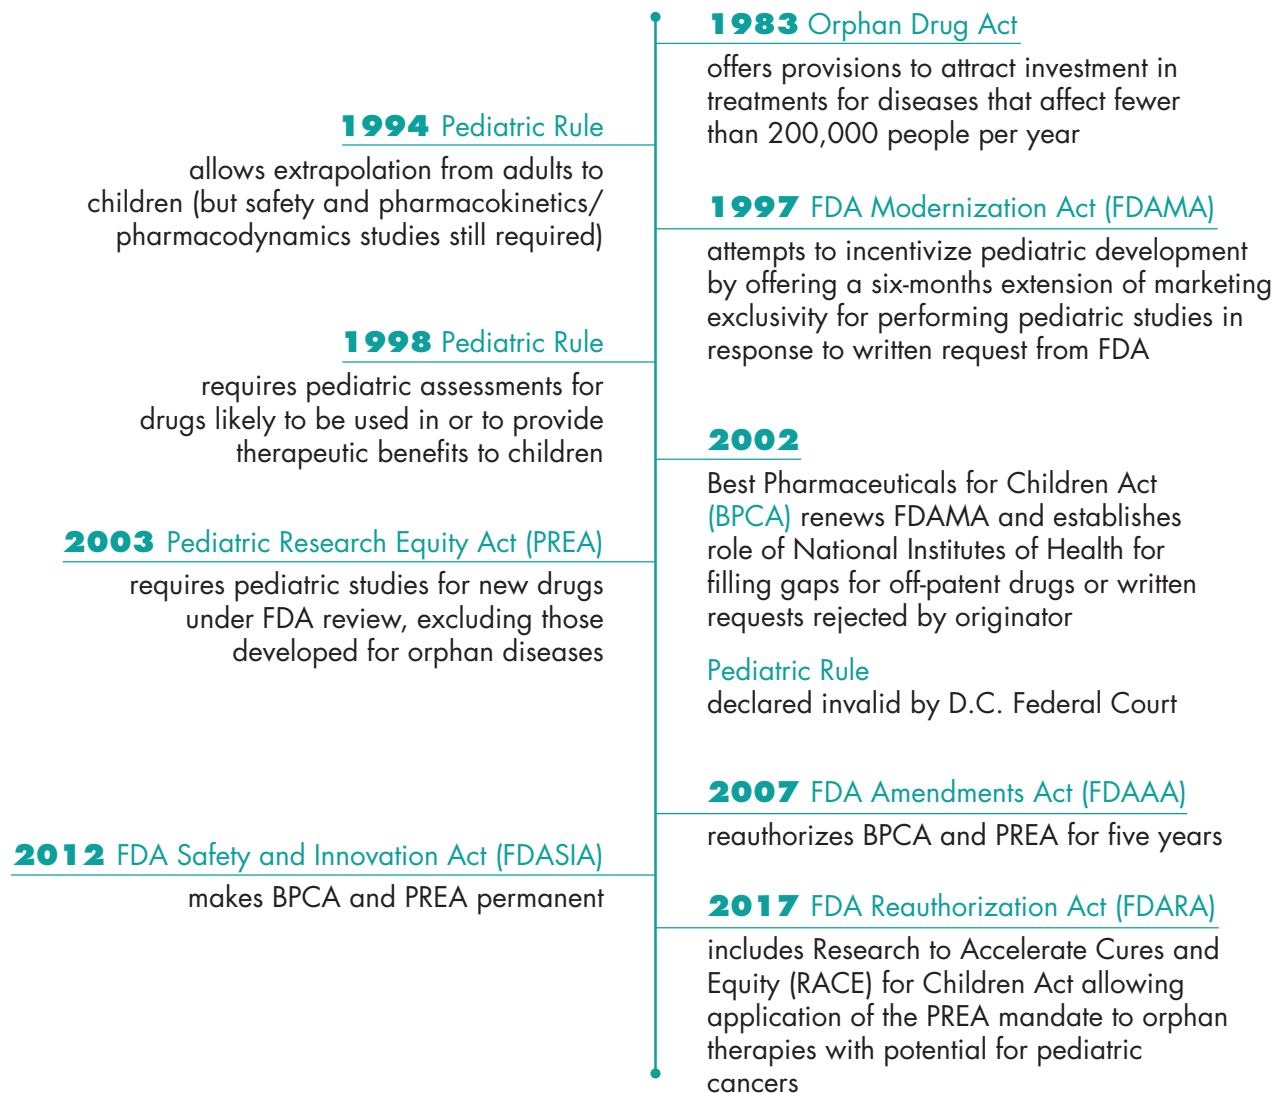 1983 Orphan Drug Act
offers provisions to attract investment in
treatments for diseases that affect fewer
than 200,000 people per year
1994 Pediatric Rule
allows extrapolation from adults to
children (but safety and pharmacokinetics/
pharmacodynamics studies still required)
1997 FDA Modernization Act (FDAMA)
attempts to incentivize pediatric development
by offering a six-months extension of marketing
exclusivity for performing pediatric studies in
response to written request from FDA
1998 Pediatric Rule
requires pediatric assessments for
drugs likely to be used in or to provide
therapeutic benefits to children
2002
Best Pharmaceuticals for Children Act
(BPCA) renews FDAMA and establishes
role of National Institutes of Health for
filling gaps for off-patent drugs or written
requests rejected by originator
Pediatric Rule
declared invalid by D.C. Federal Court
2003 Pediatric Research Equity Act (PREA)
requires pediatric studies for new drugs
under FDA review, excluding those
developed for orphan diseases
2007 FDA Amendments Act (FDAAA)
reauthorizes BPCA and PREA for five years
2012 FDA Safety and Innovation Act (FDASIA)
makes BPCA and PREA permanent
2017 FDA Reauthorization Act (FDARA)
includes Research to Accelerate Cures and
Equity (RACE) for Children Act allowing
application of the PREA mandate to orphan
therapies with potential for pediatric
cancers